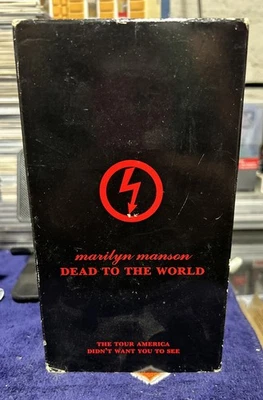 marilyn manson
DEAD TO THE WORLD
THE TOUR AMERICA
DIDN'T WANT YOU TO SEE